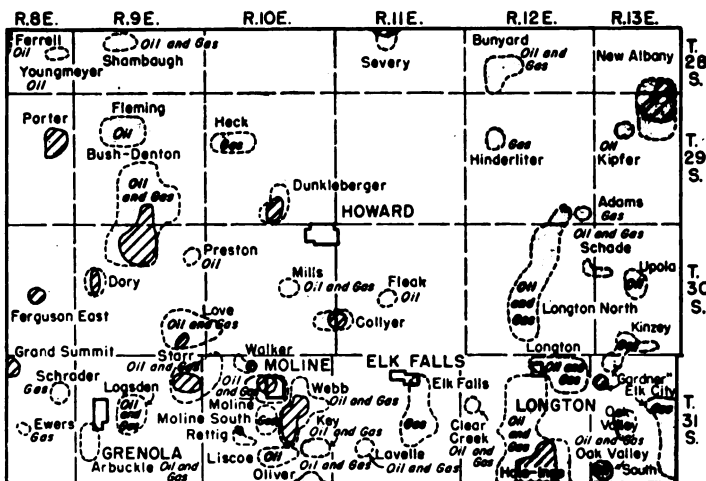 R.8E. R.9E. R.10E. R.11E. R.12E. R.13E.
Ferrell
Oil
Youngmeyer
Oil
Oil and Gas
Shambaugh
Severy
Bunyard
Oil and
Gas
New Albany
T.
28
S.
Porter
Fleming
Oil
Bush-Denton
Heck
Gas
Gas
Hinderliter
Oil
Kipfer
T.
29
S.
Oil
and Gas
Dunkleberger
HOWARD
Adams
Gas
Oil and Gas
Schade
Preston
Oil
Dory
Mills
Oil and Gas
Fleak
Oil
Oil
and
Gas
Longton North
Upola
Oil
T.
30
S.
Ferguson East
Love
Oil and Gas
Collyer
Kinzey
Oil
Grand Summit
Starr
Oil and Gas
Walker
MOLINE
ELK FALLS
Longton
Oil and
Gas
Schrader
Gas
Logsden
Oil
and
Gas
Oil
and Gas
Moline
Moline
South
Gas
Webb
Oil and Gas
Elk Falls
Gas
LONGTON
Gardner
Elk City
Gas
Ewers
Gas
Rettig
Key
Oil and Gas
Clear
Creek
Oil and
Gas
Oil
and
Gas
Oak
Valley
Oil and Gas
T.
31
S.
GRENOLA
Arbuckle
Oil and
Gas
Liscoe
Oil
Oliver
Oil and Gas
Lavelle
Oil and Gas
Oak Valley
South